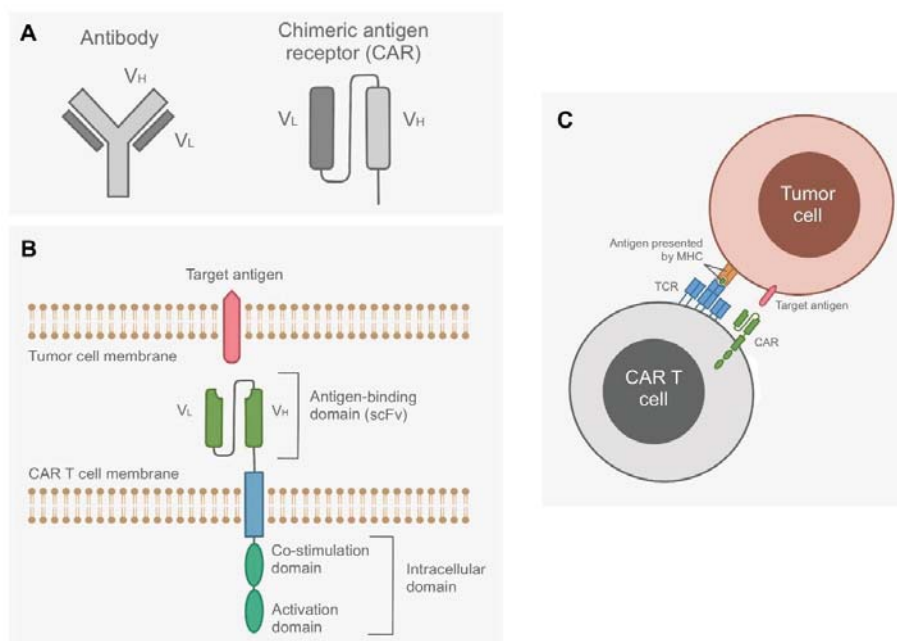 A
Antibody
VH
VL
Chimeric antigen
receptor (CAR)
VL
VH
B
Target antigen
Tumor cell membrane
VL
VH
Antigen-binding
domain (scFv)
CAR T cell membrane
Co-stimulation
domain
Activation
domain
Intracellular
domain
C
Tumor
cell
Antigen presented
by MHC
TCR
Target antigen
CAR
CAR T
cell